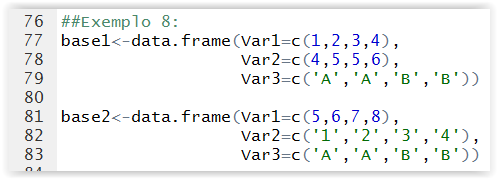 76 ##Exemplo 8:
77 base1<-data.frame(Var1=c(1,2,3,4),
78 Var2=c(4,5,5,6),
79 Var3=c('A','A','B','B'))
80
81 base2<-data.frame(Var1=c(5,6,7,8),
82 Var2=c('1','2','3','4'),
83 Var3=c('A','A','B','B'))